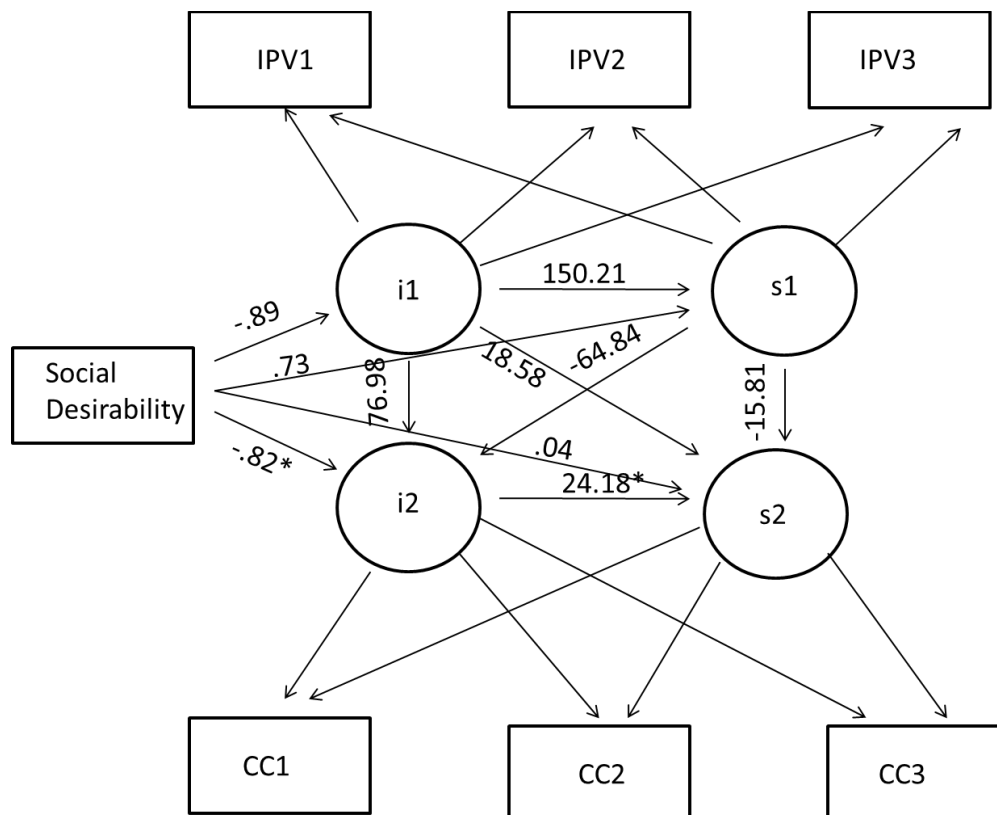 IPV1
IPV2
IPV3
i1
150.21
s1
-.89
.73
18.58
-64.84
Social
Desirability
76.98
-15.81
-.82*
.04
24.18*
i2
s2
CC1
CC2
CC3